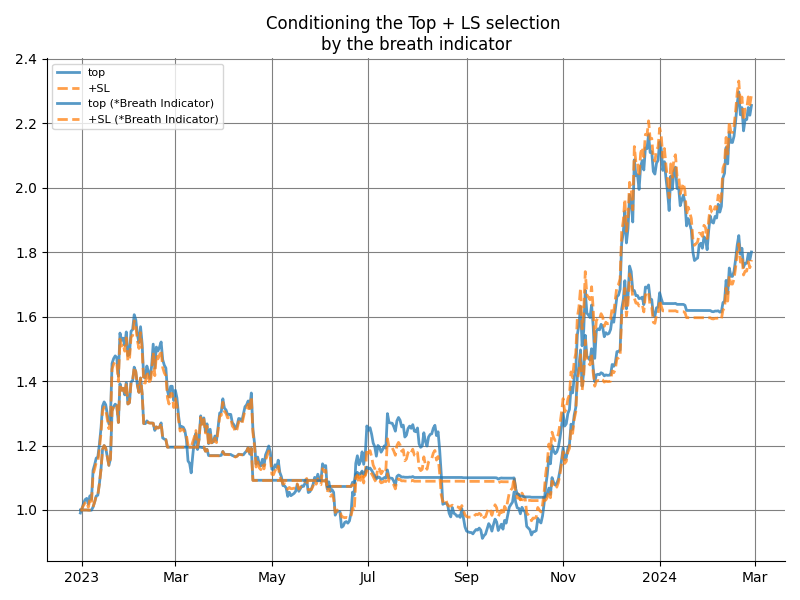 Conditioning the Top + LS selection
by the breath indicator
2.4
2.2
2.0
1.8
1.6
1.4
1.2
1.0
top
+SL
top (*Breath Indicator)
+SL (*Breath Indicator)
2023
Mar
May
Jul
Sep
Nov
2024
Mar